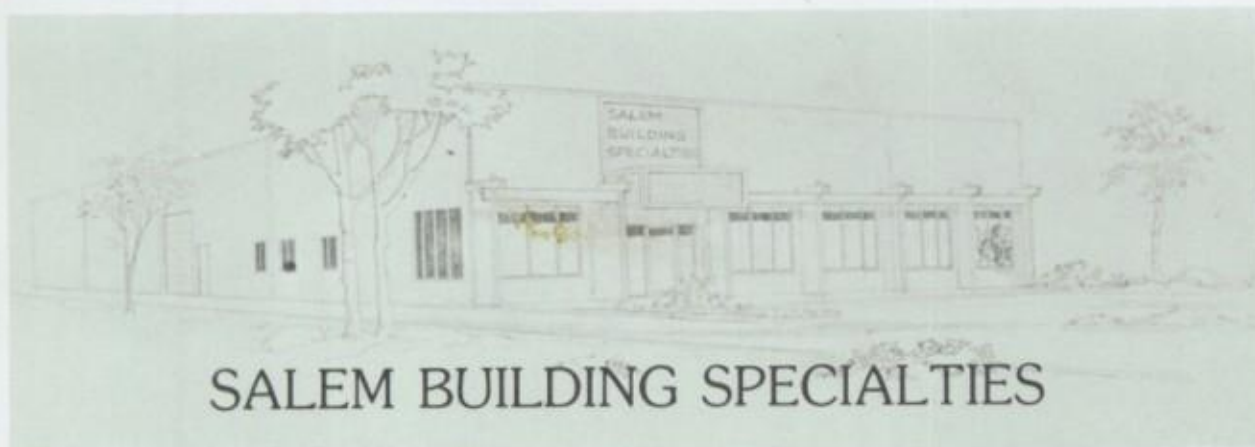 SALEM
BUILDING
SPECIALTIES
SALEM BUILDING SPECIALTIES